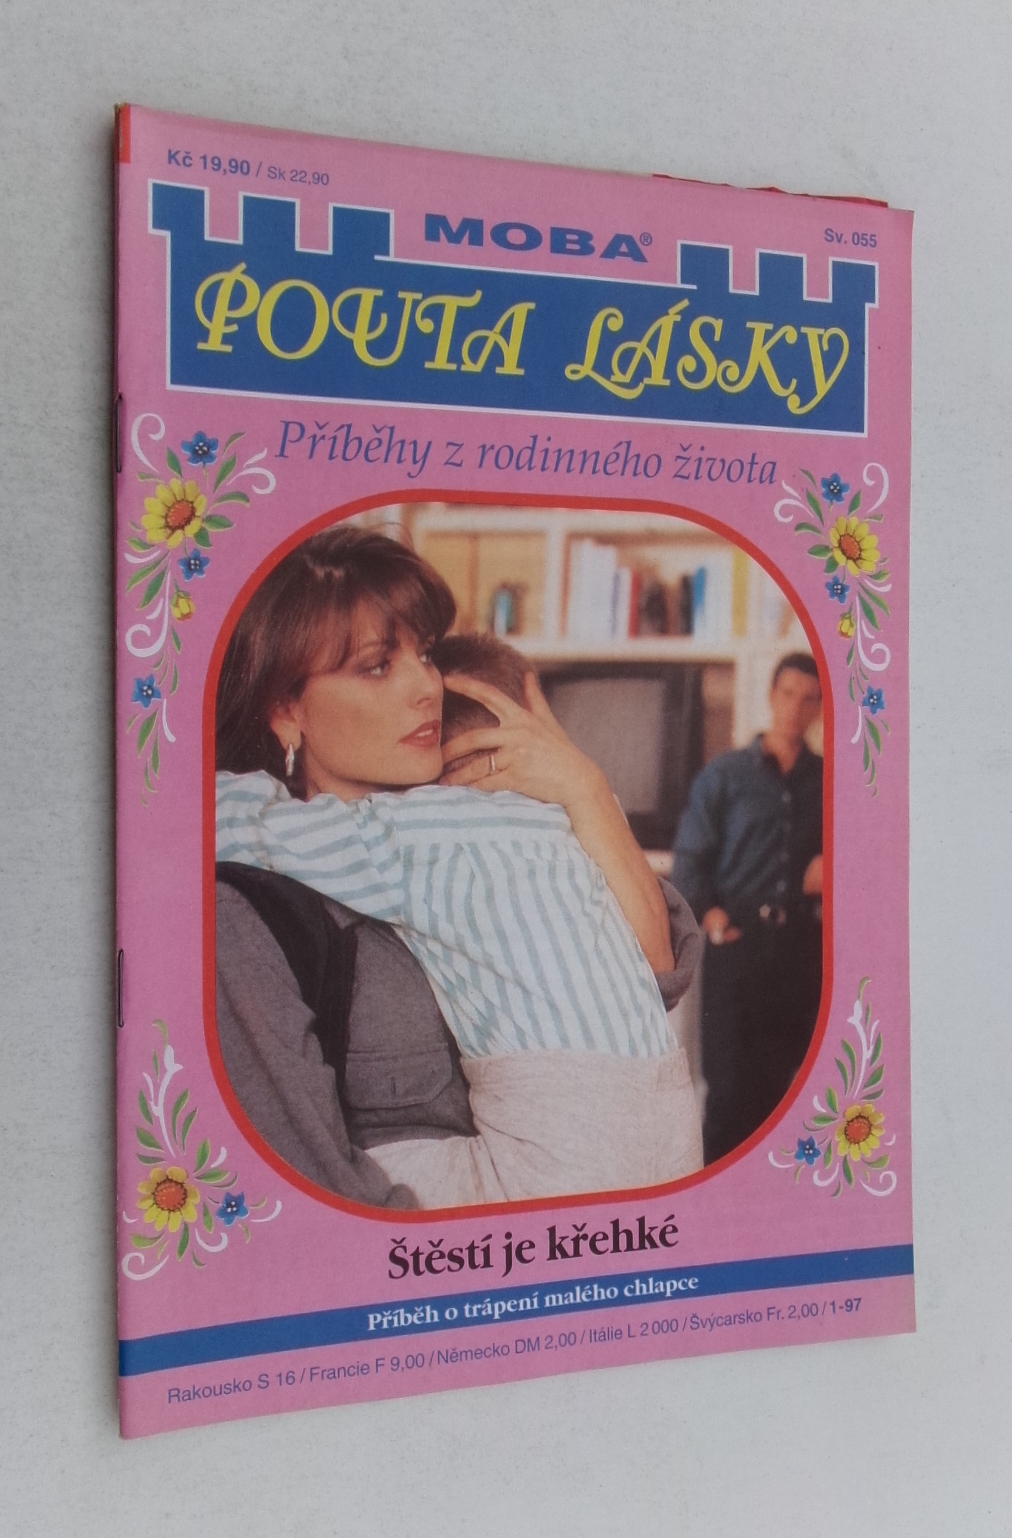 Kč 19,90 / Sk 22,90
MOBA®
Sv. 055
POUTA LÁSKY
Příběhy z rodinného života
Štěstí je křehké
Příběh o trápení malého chlapce
Rakousko S 16 / Francie F 9,00 / Německo DM 2,00 / Itálie L 2 000 / Švýcarsko Fr. 2,00 / 1-97